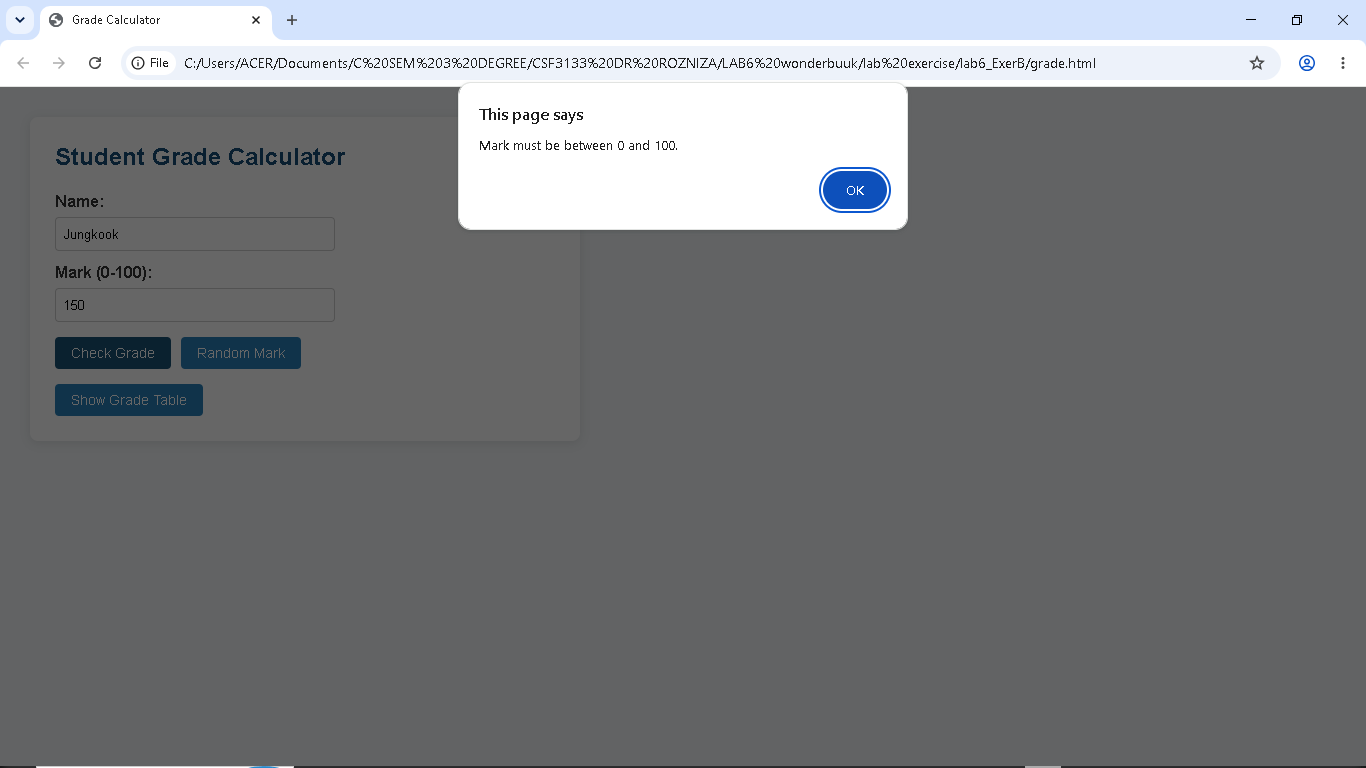 Grade Calculator
File
C:/Users/ACER/Documents/C%20SEM%203%20DEGREE/CSF3133%20DR%20ROZNIZA/LAB6%20wonderbuuk/lab%20exercise/lab6_ExerB/grade.html
This page says
Mark must be between 0 and 100.
OK
Student Grade Calculator
Name:
Jungkook
Mark (0-100):
150
Check Grade Random Mark
Show Grade Table